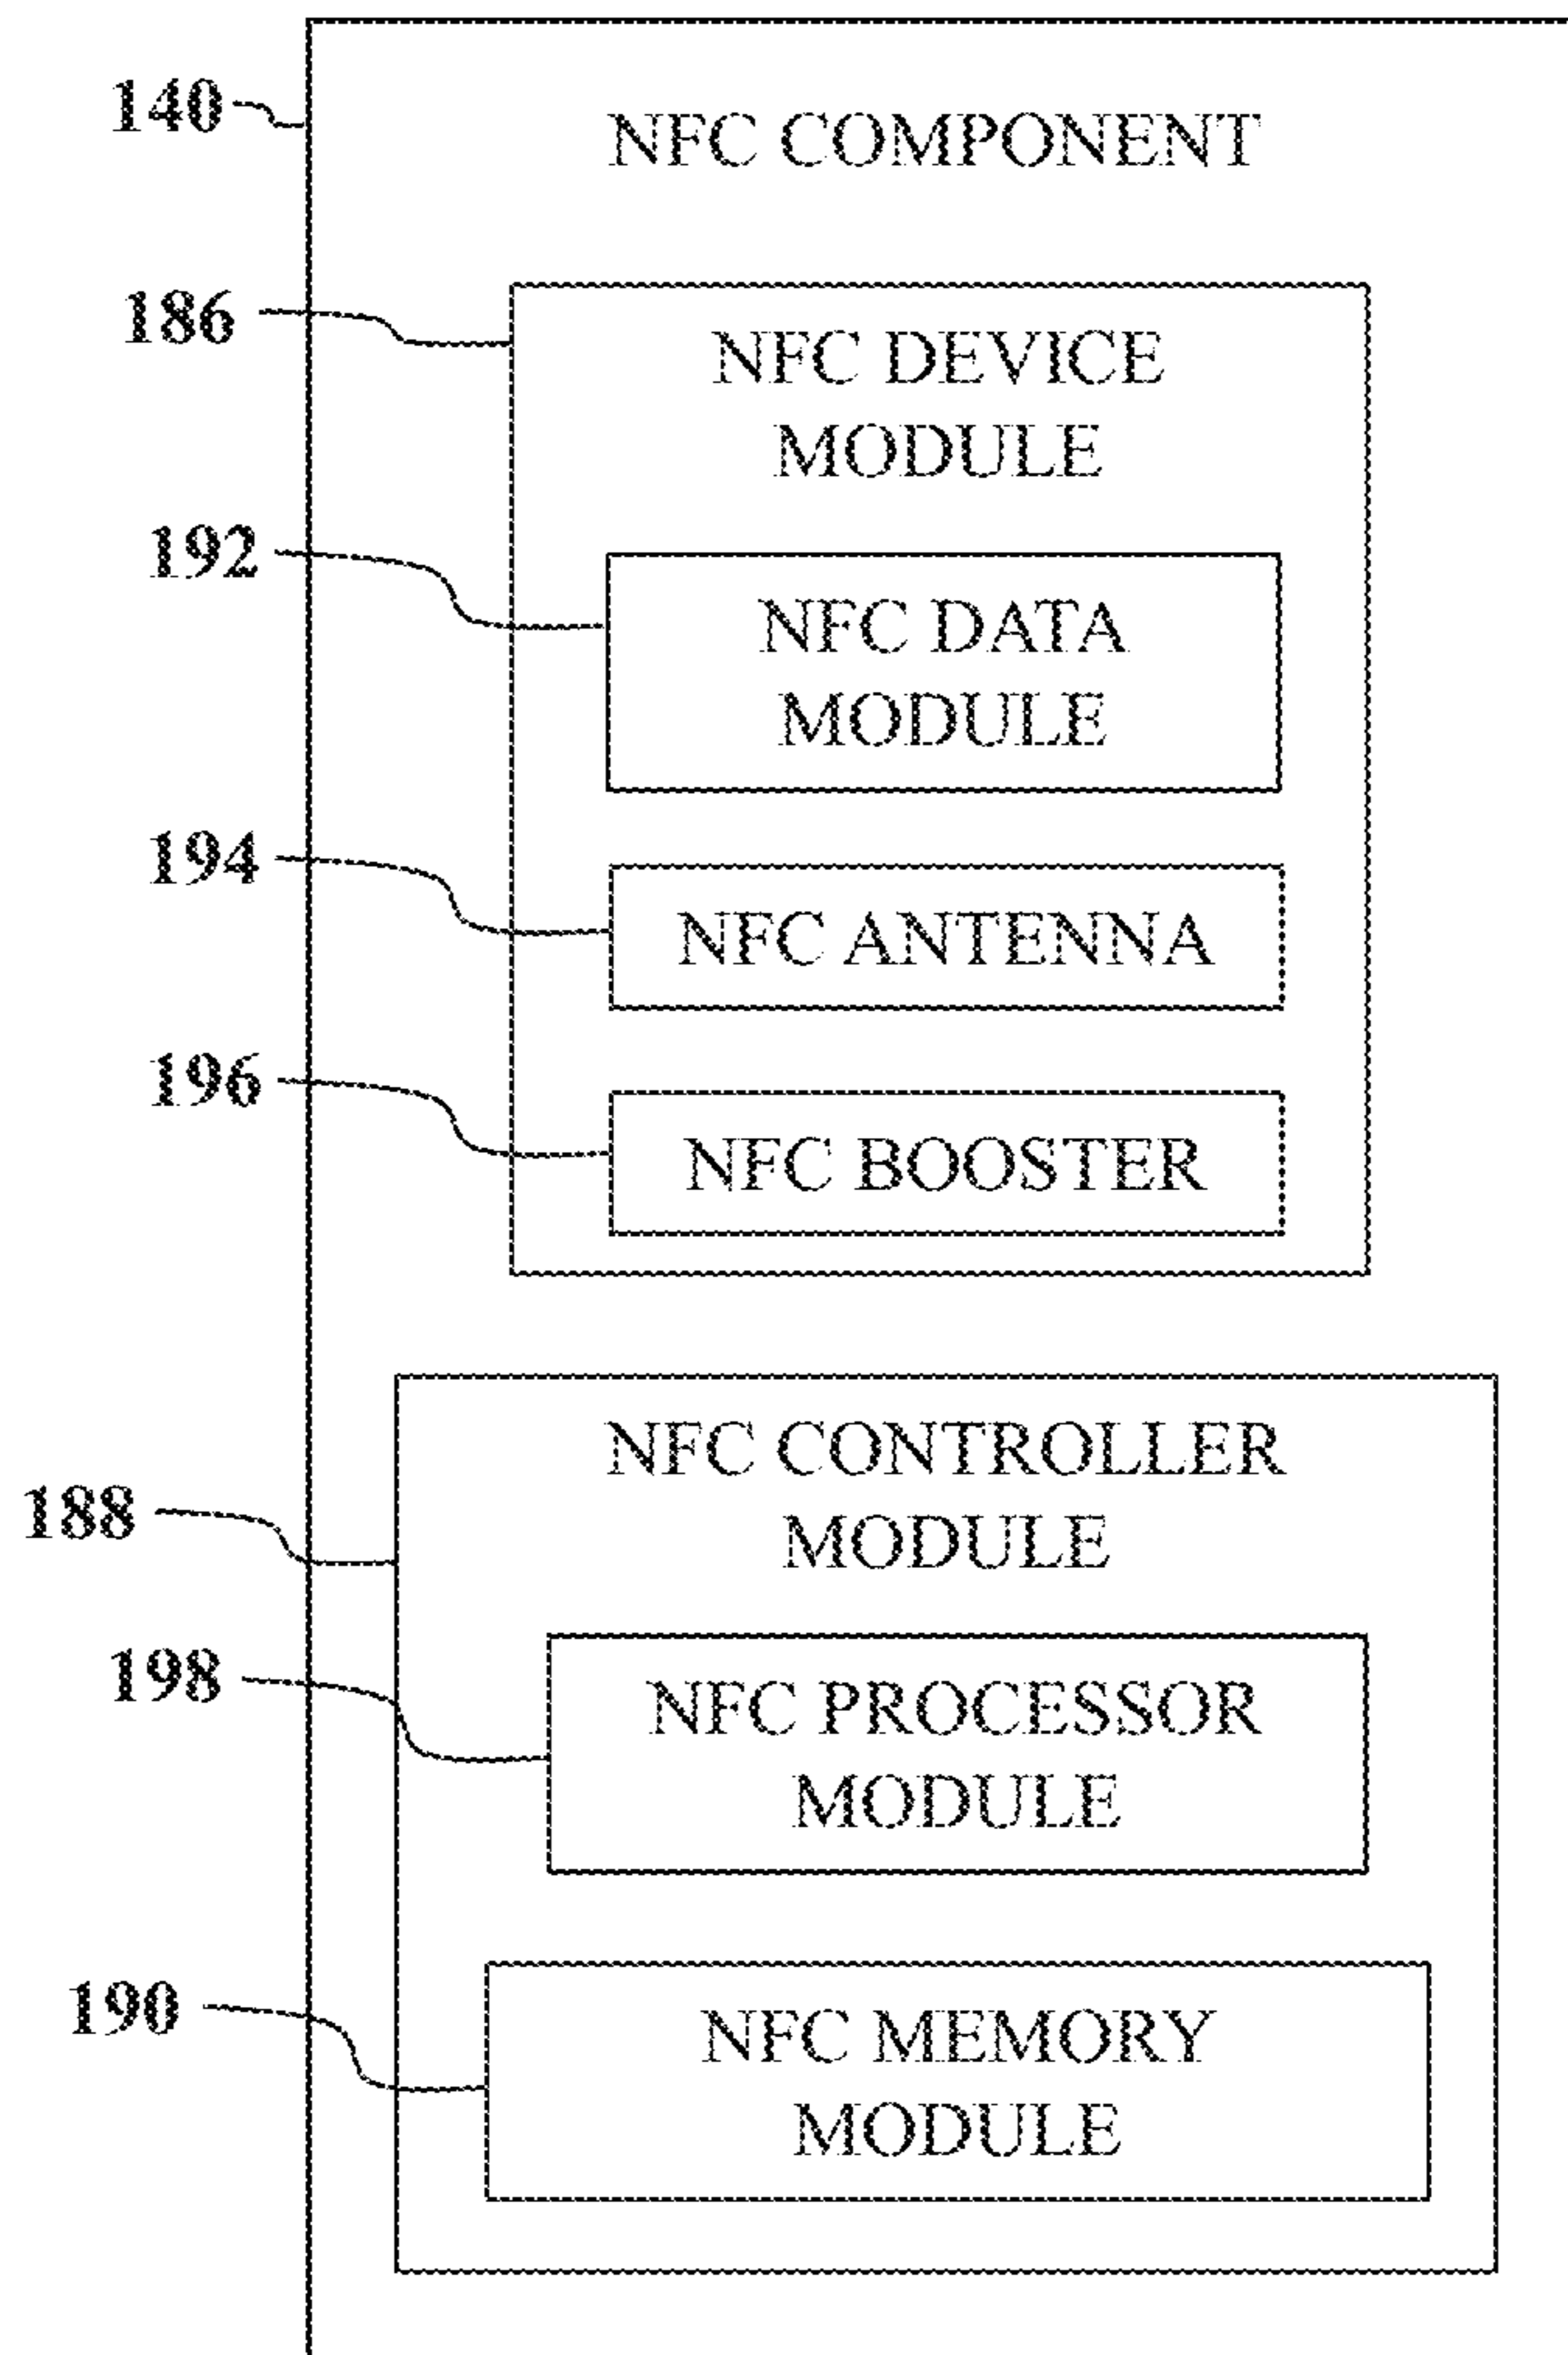 140
NFC COMPONENT
186
NFC DEVICE
MODULE
192
NFC DATA
MODULE
194
NFC ANTENNA
196
NFC BOOSTER
188
NFC CONTROLLER
MODULE
198
NFC PROCESSOR
MODULE
190
NFC MEMORY
MODULE